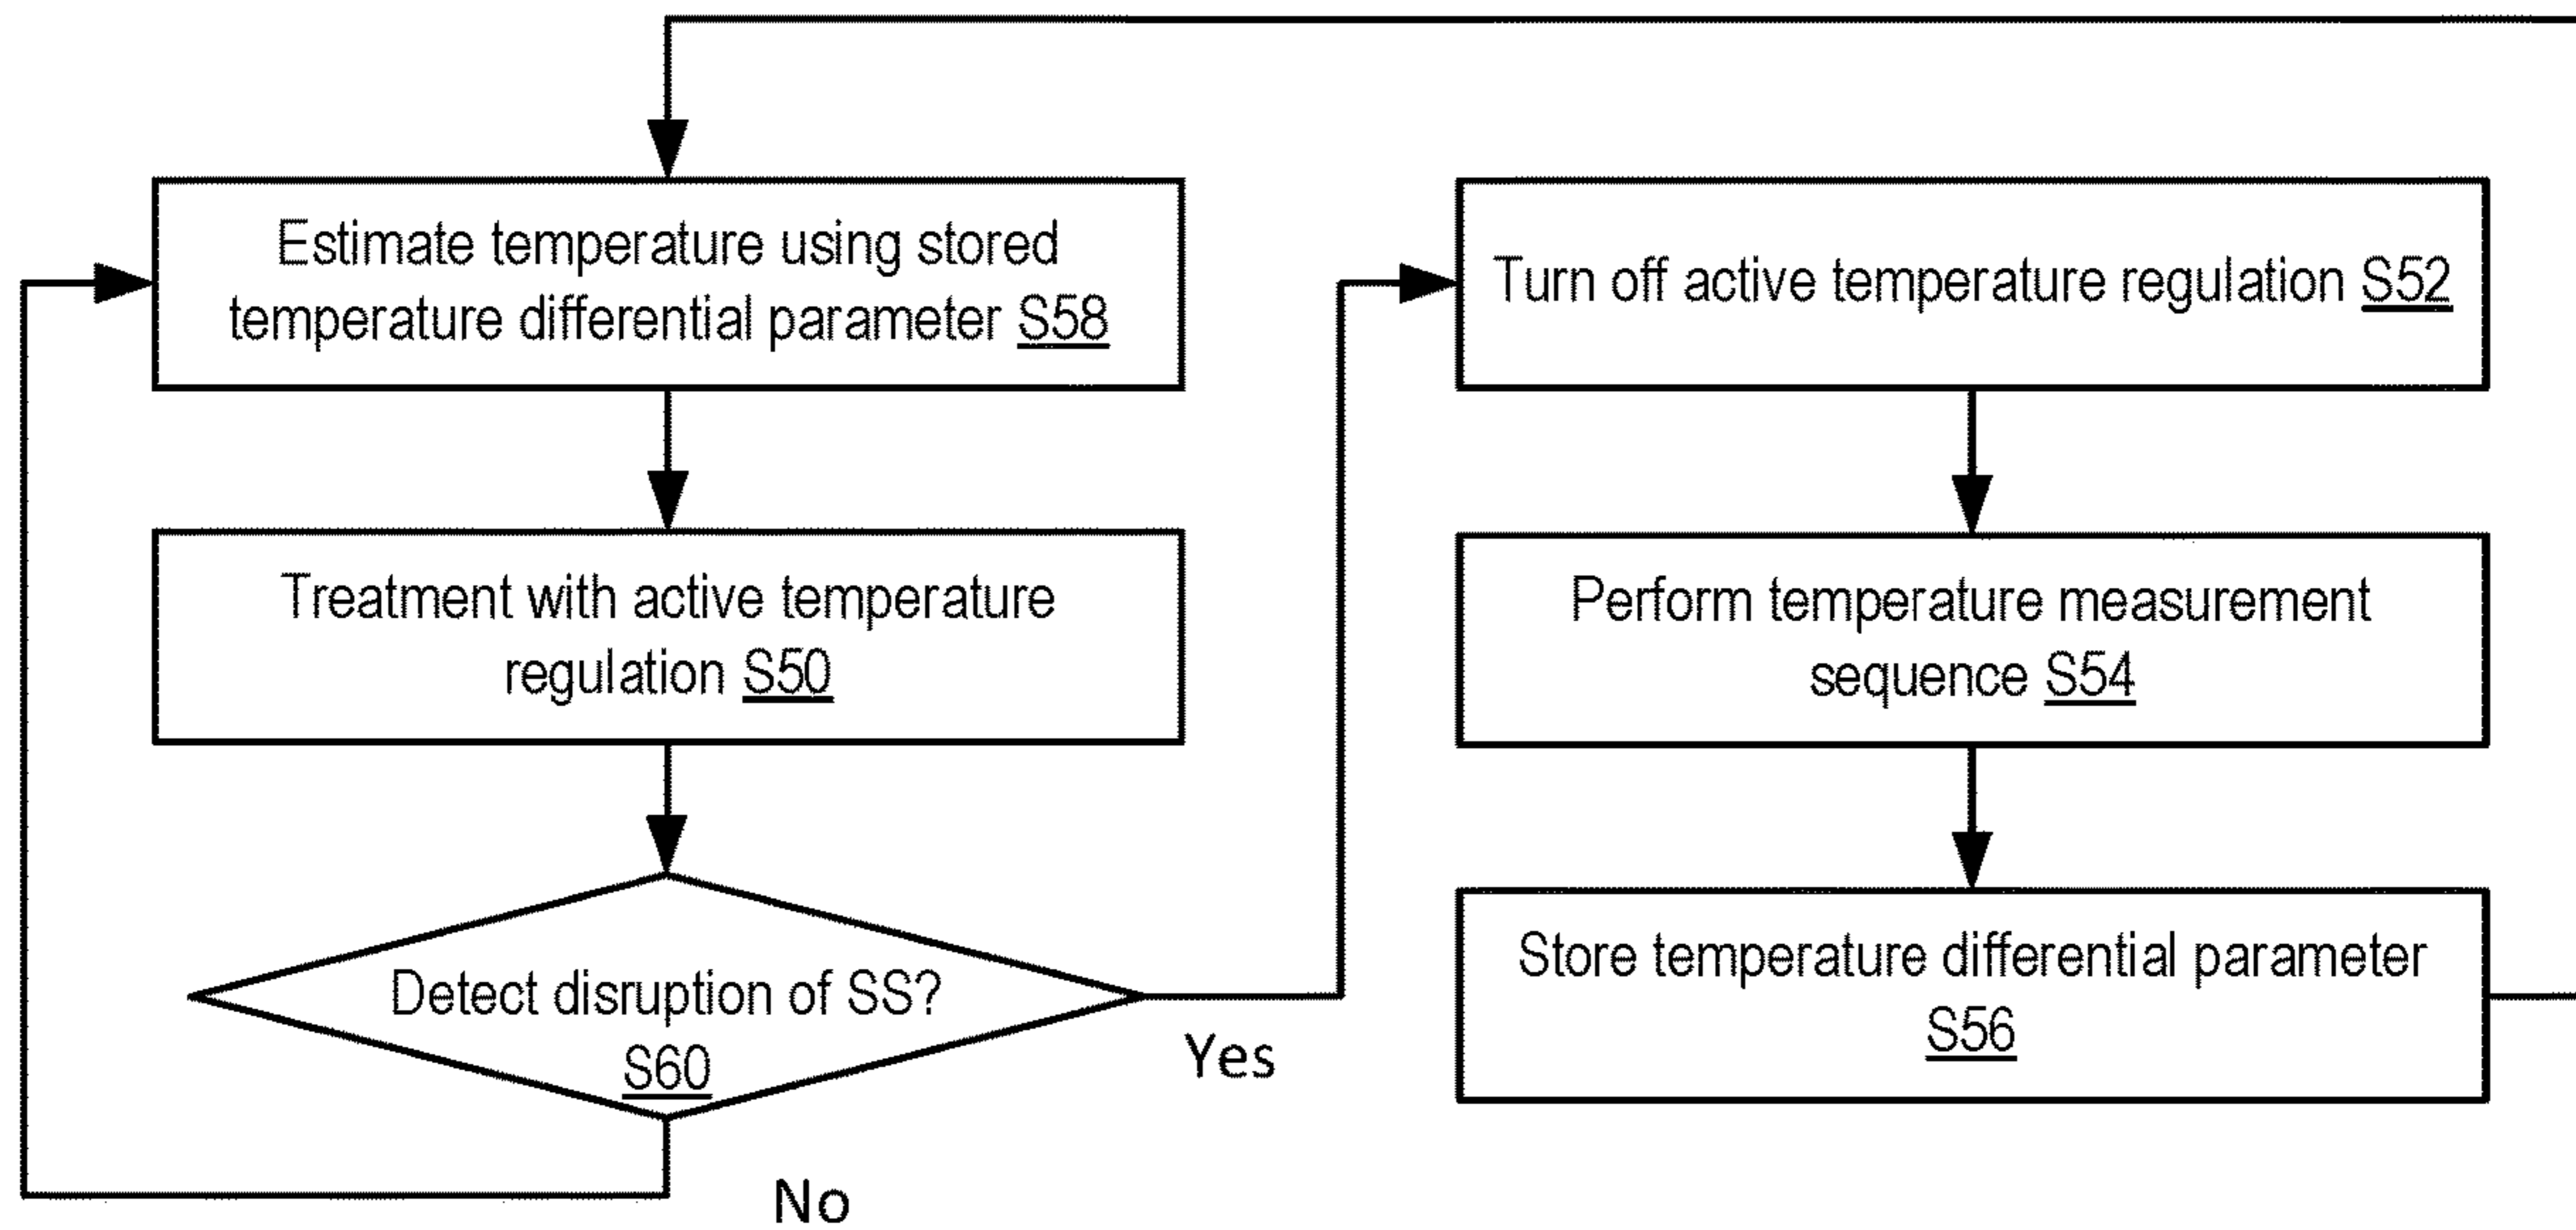 Estimate temperature using stored
temperature differential parameter S58
Treatment with active temperature
regulation S50
Detect disruption of SS?
S60
Yes
No
Turn off active temperature regulation S52
Perform temperature measurement
sequence S54
Store temperature differential parameter
S56